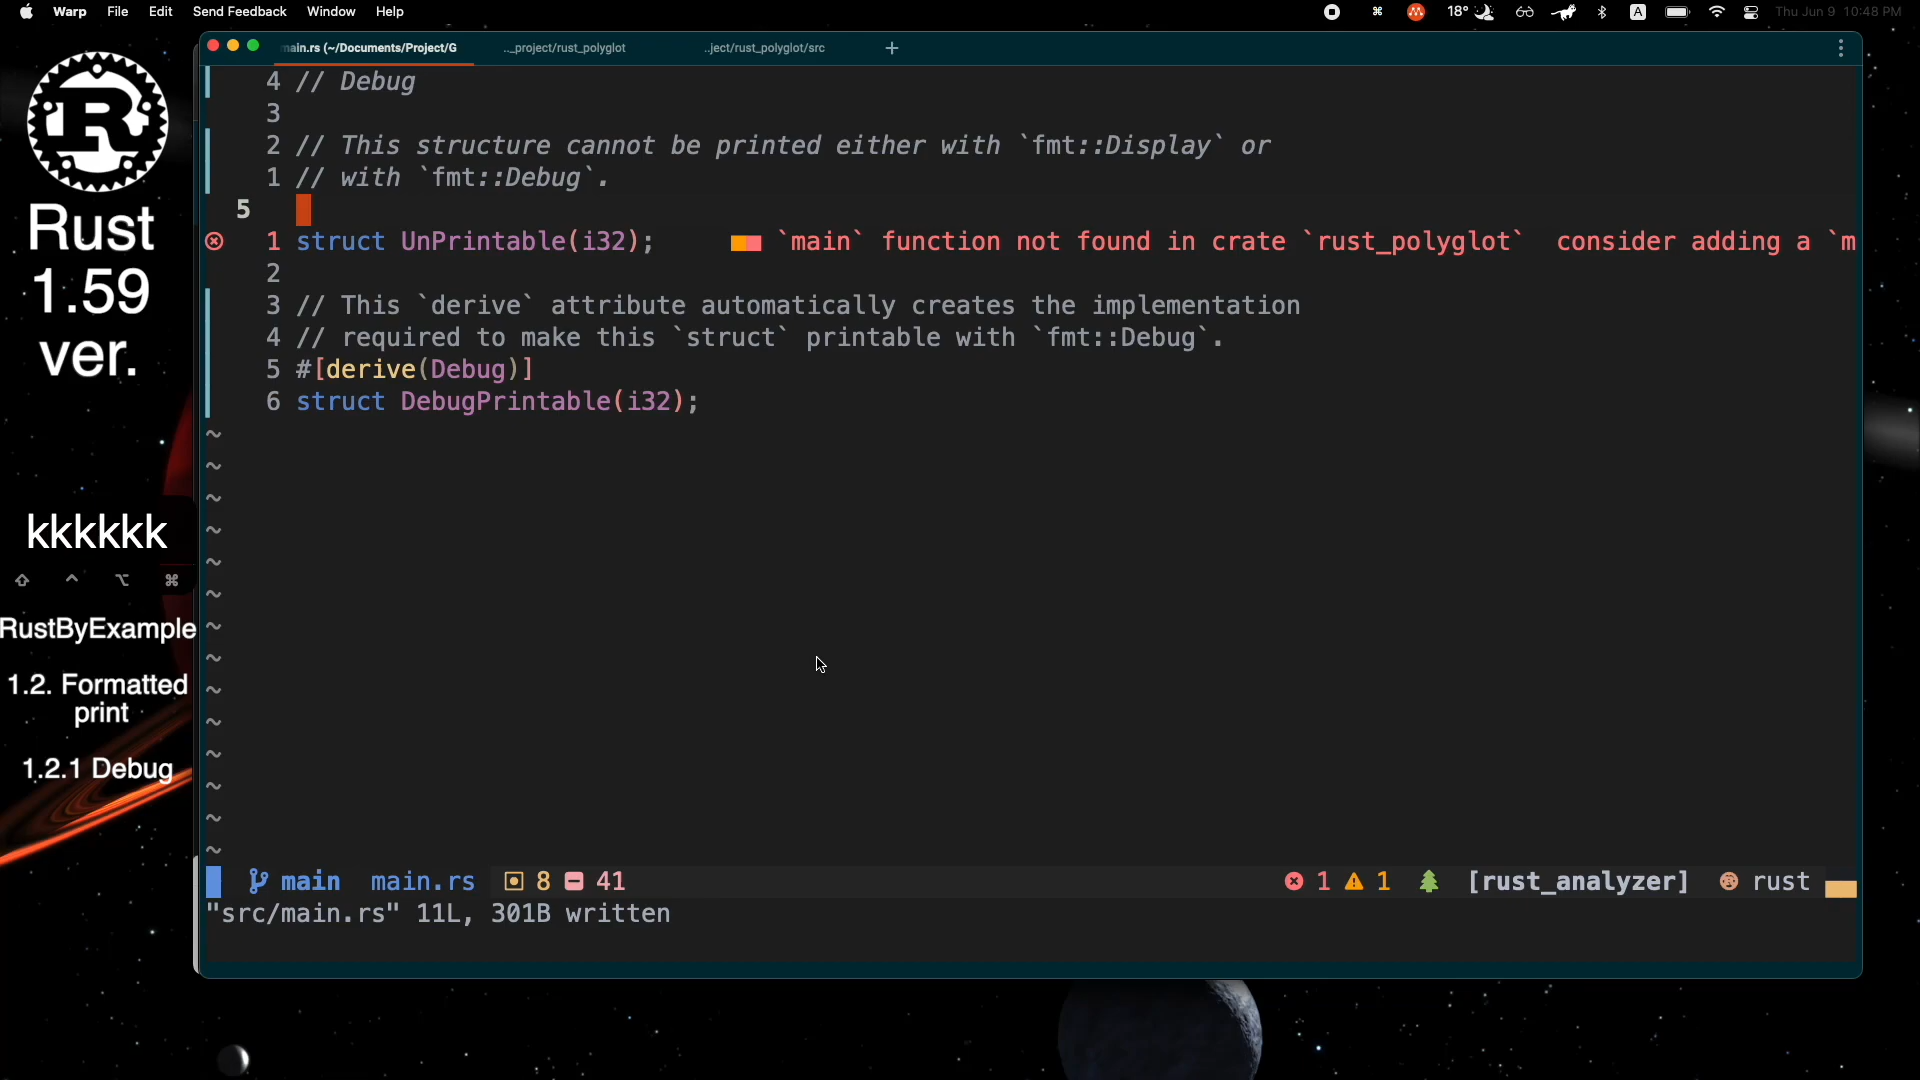 Warp File Edit Send Feedback Window Help
18° A Thu Jun 9 10:48 PM
main.rs (~/Documents/Project/G .._project/rust_polyglot ..ject/rust_polyglot/src +
4 // Debug
3
2 // This structure cannot be printed either with `fmt::Display` or
1 // with `fmt::Debug`.
5
1 struct UnPrintable(i32); `main` function not found in crate `rust_polyglot` consider adding a `m
2
3 // This `derive` attribute automatically creates the implementation
4 // required to make this `struct` printable with `fmt::Debug`.
5 #[derive(Debug)]
6 struct DebugPrintable(i32);
~
~
~
~
~
~
~
~
~
~
~
~
~
~
main main.rs 8 41 1 1 [rust_analyzer] rust
"src/main.rs" 11L, 301B written
R
Rust
1.59
ver.
kkkkkk
⇧ ^ ⌥ ⌘
RustByExample
1.2. Formatted
print
1.2.1 Debug